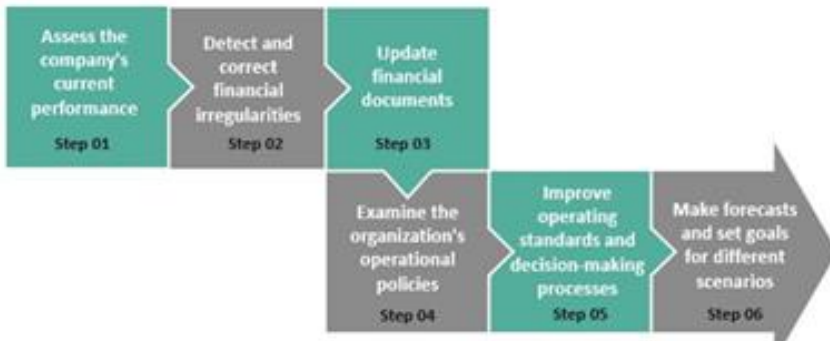 Assess the
company's
current
performance
Step 01
Detect and
correct
financial
irregularities
Step 02
Update
financial
documents
Step 03
Examine the
organization's
operational
policies
Step 04
Improve
operating
standards and
decision-making
processes
Step 05
Make forecasts
and set goals
for different
scenarios
Step 06